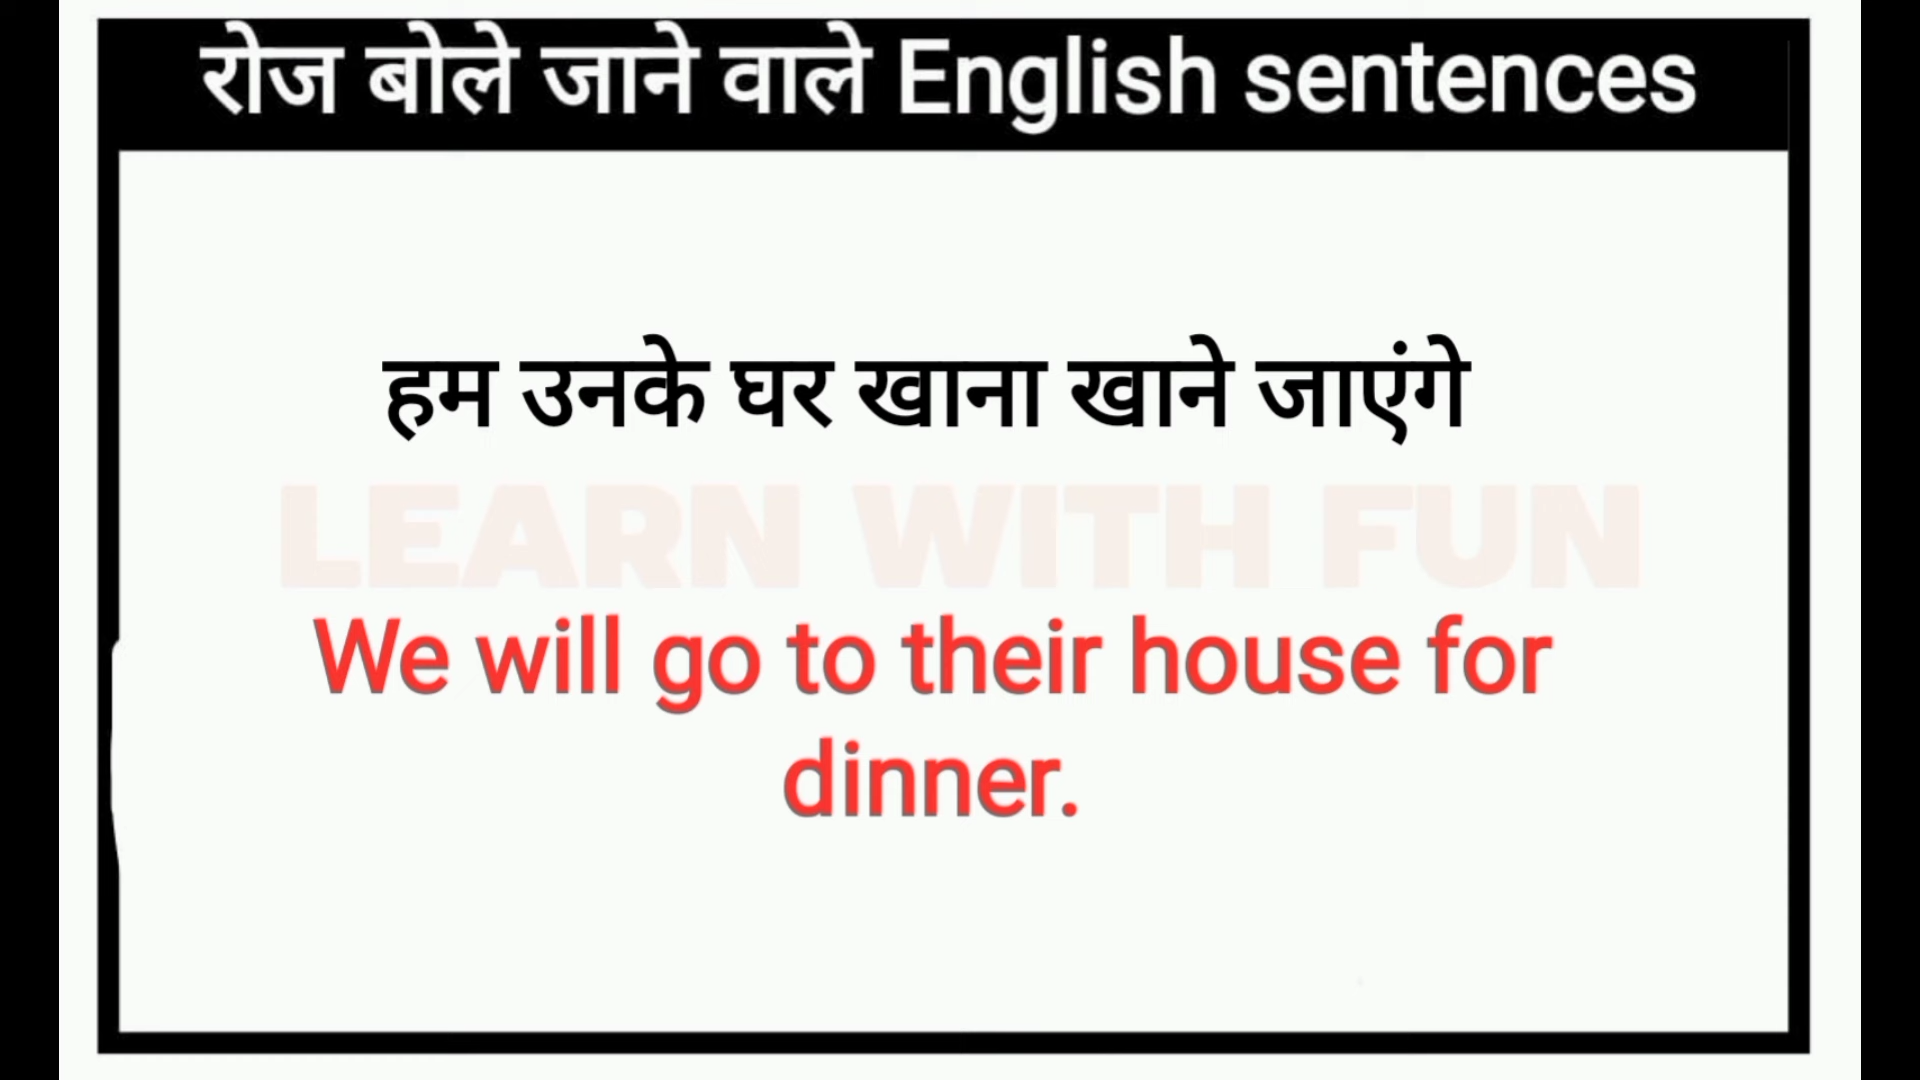 रोज बोले जाने वाले English sentences
हम उनके घर खाना खाने जाएंगे
LEARN WITH FUN
We will go to their house for
dinner.